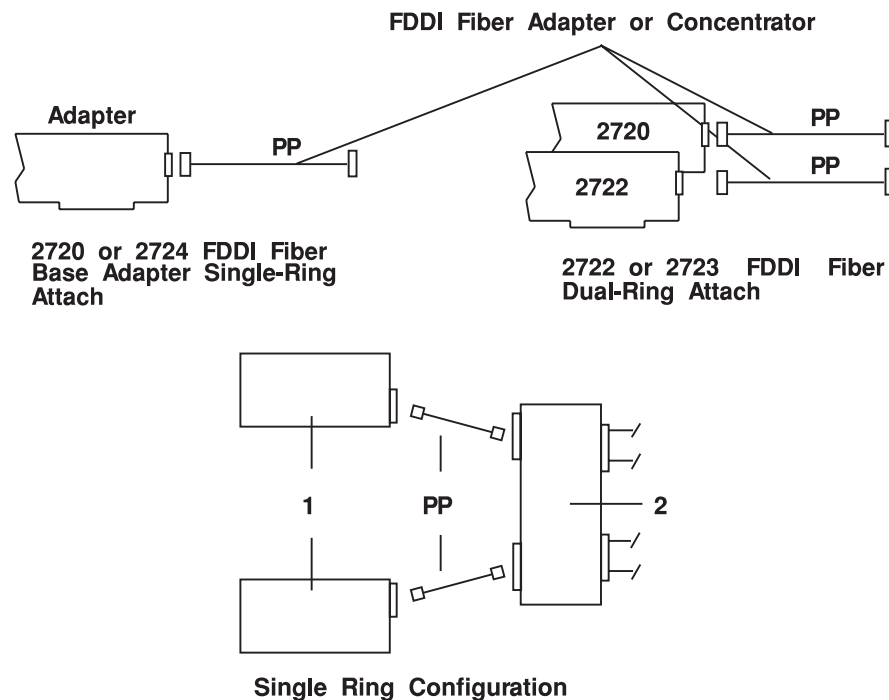 FDDI Fiber Adapter or Concentrator
Adapter
PP
2720
PP
2722
PP
2720 or 2724 FDDI Fiber
Base Adapter Single-Ring
Attach
2722 or 2723 FDDI Fiber
Dual-Ring Attach
1
PP
2
Single Ring Configuration